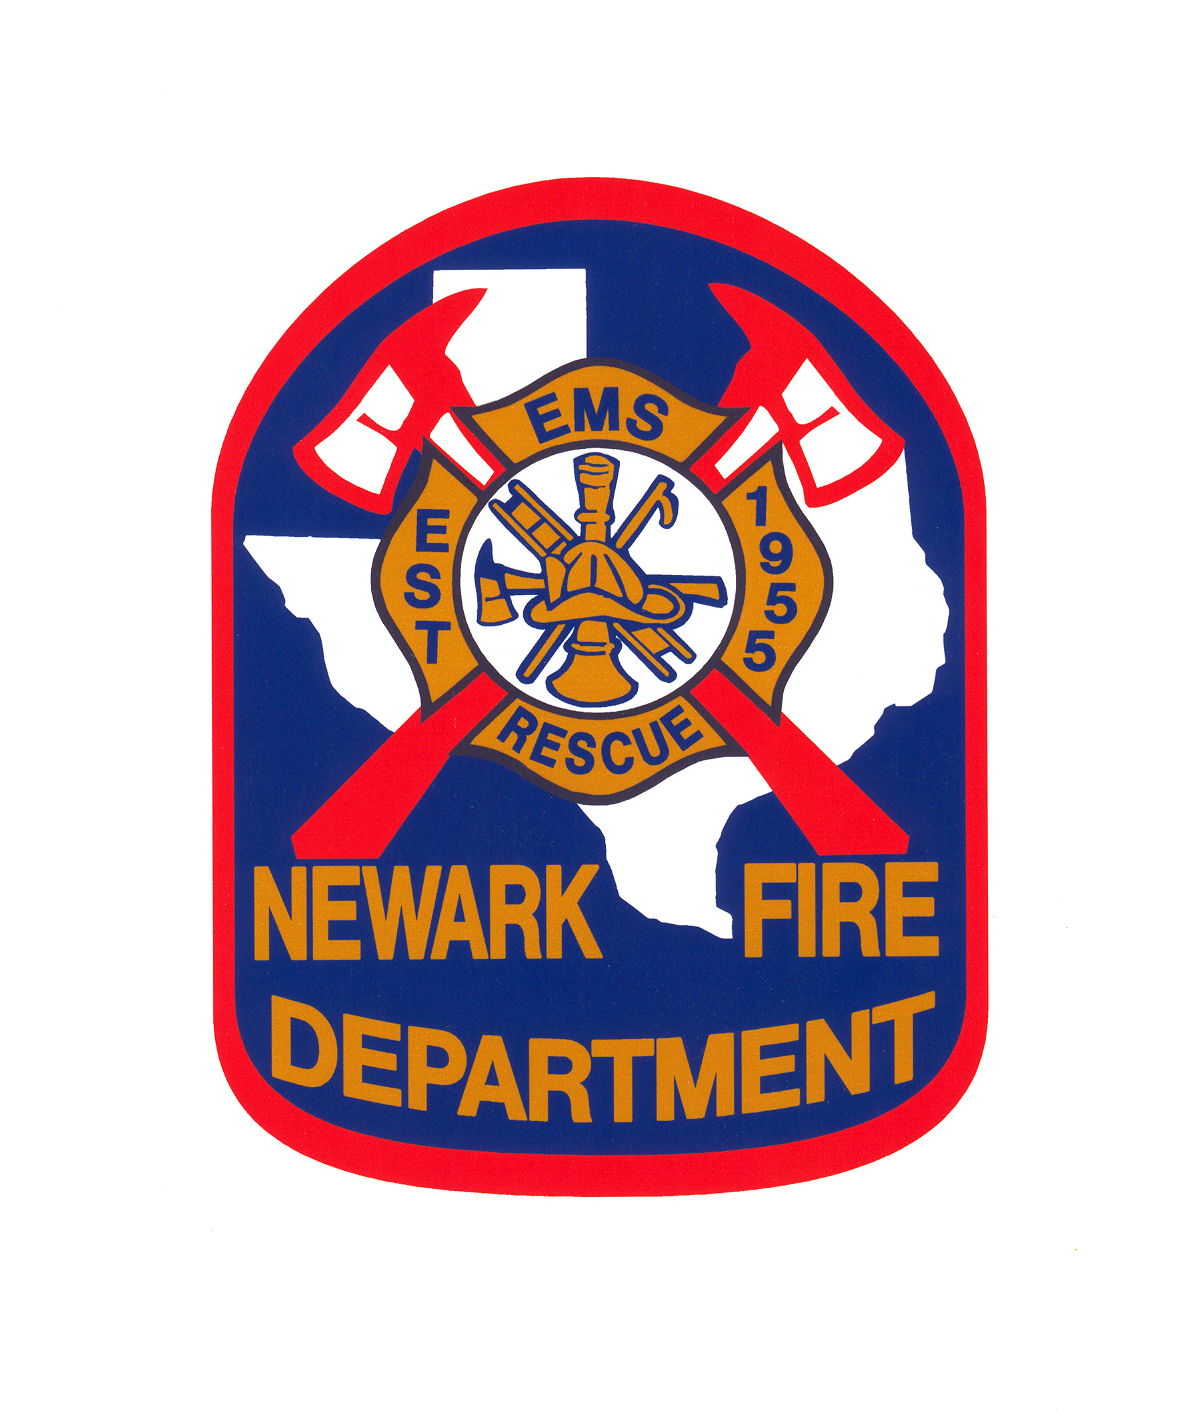 EMS
EST
1955
RESCUE
NEWARK FIRE
DEPARTMENT